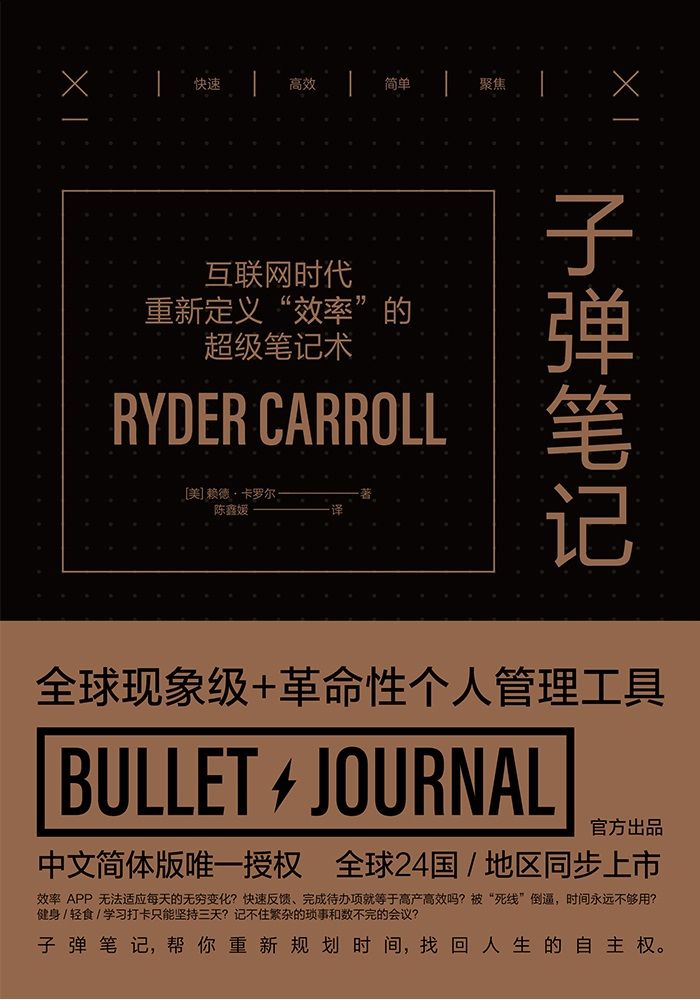 快速 高效 简单 聚焦
子弹笔记
互联网时代
重新定义“效率”的
超级笔记术
RYDER CARROLL
[美] 赖德·卡罗尔 著
陈鑫媛 译
全球现象级+革命性个人管理工具
BULLET JOURNAL
官方出品
中文简体版唯一授权 全球24国 / 地区同步上市
效率 APP 无法适应每天的无穷变化？快速反馈、完成待办项就等于高产高效吗？被“死线”倒逼，时间永远不够用？
健身 / 轻食 / 学习打卡只能坚持三天？记不住繁杂的琐事和数不完的会议？
子弹笔记，帮你重新规划时间，找回人生的自主权。